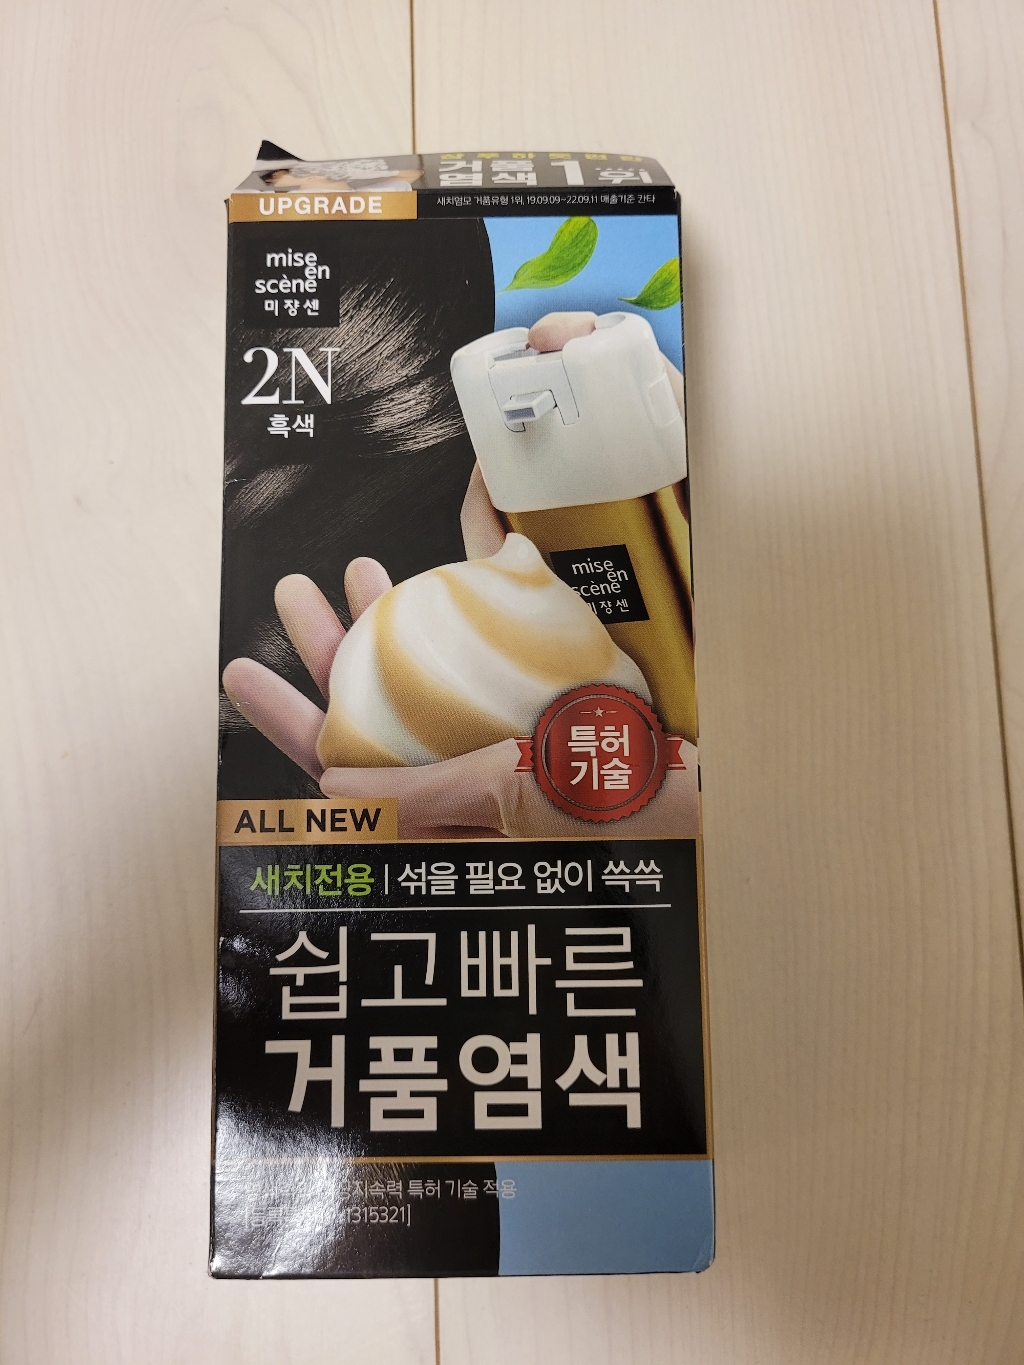 거품
염색 1위
UPGRADE
새치염모 거품유형 1위, 19.09.09~22.09.11 매출기준 칸타
mise
en
scène
미쟝센
2N
흑색
mise
en
scène
미쟝센
특허
기술
ALL NEW
새치전용 | 섞을 필요 없이 쓱쓱
쉽고빠른
거품염색
특허 기술 적용
1315321]